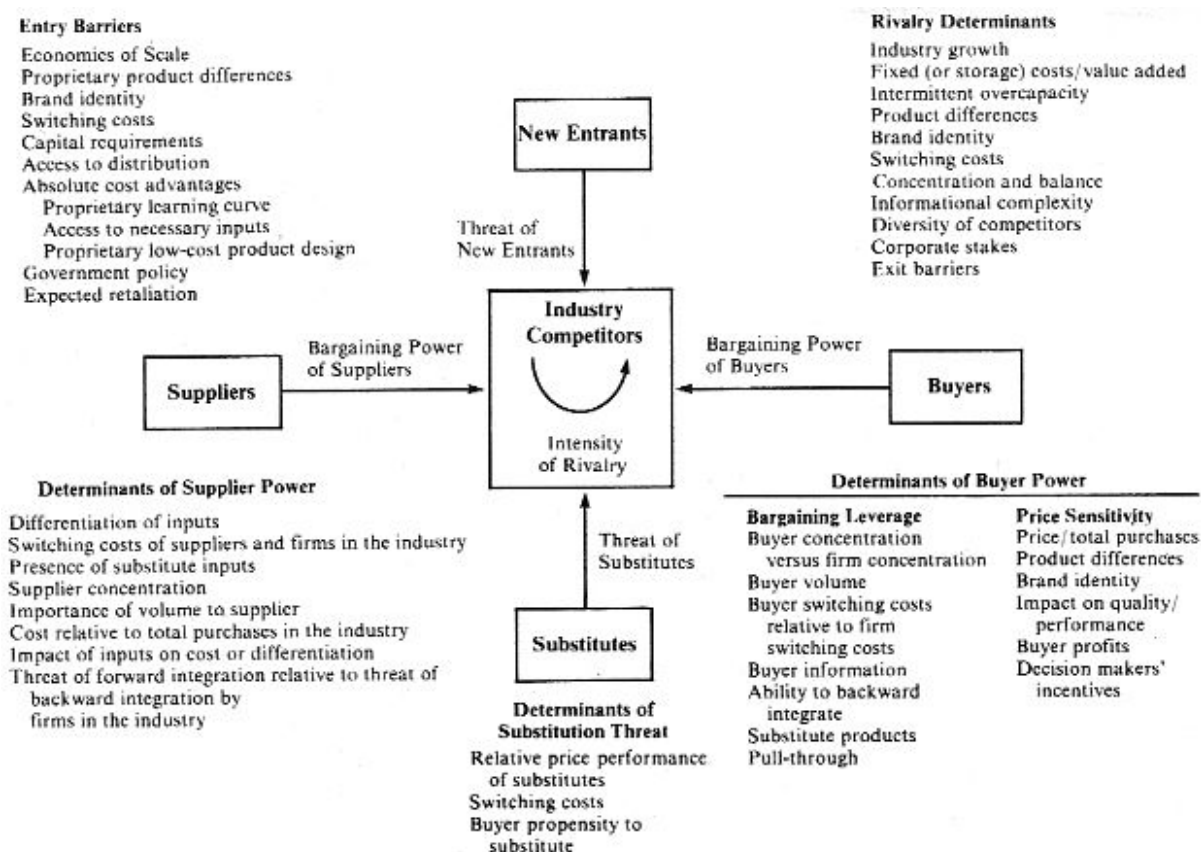 Entry Barriers
Economics of Scale
Proprietary product differences
Brand identity
Switching costs
Capital requirements
Access to distribution
Absolute cost advantages
Proprietary learning curve
Access to necessary inputs
Proprietary low-cost product design
Government policy
Expected retaliation
New Entrants
Rivalry Determinants
Industry growth
Fixed (or storage) costs/value added
Intermittent overcapacity
Product differences
Brand identity
Switching costs
Concentration and balance
Informational complexity
Diversity of competitors
Corporate stakes
Exit barriers
Threat of
New Entrants
Industry
Competitors
Intensity
of Rivalry
Suppliers
Bargaining Power
of Suppliers
Bargaining Power
of Buyers
Buyers
Determinants of Supplier Power
Differentiation of inputs
Switching costs of suppliers and firms in the industry
Presence of substitute inputs
Supplier concentration
Importance of volume to supplier
Cost relative to total purchases in the industry
Impact of inputs on cost or differentiation
Threat of forward integration relative to threat of
backward integration by
firms in the industry
Threat of
Substitutes
Substitutes
Determinants of
Substitution Threat
Relative price performance
of substitutes
Switching costs
Buyer propensity to
substitute
Determinants of Buyer Power
Bargaining Leverage
Buyer concentration
versus firm concentration
Buyer volume
Buyer switching costs
relative to firm
switching costs
Buyer information
Ability to backward
integrate
Substitute products
Pull-through
Price Sensitivity
Price/total purchases
Product differences
Brand identity
Impact on quality/
performance
Buyer profits
Decision makers'
incentives